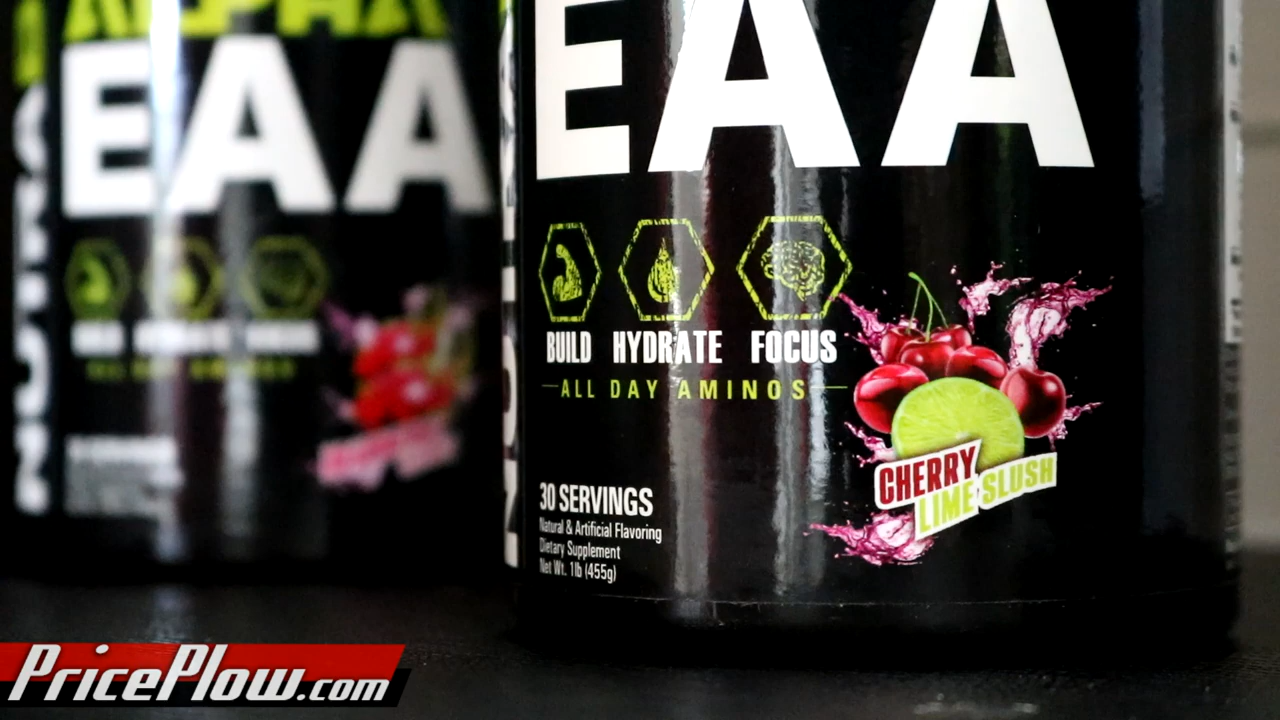 ALPHA
EAA
EAA
BUILD HYDRATE FOCUS
ALL DAY AMINOS
CHERRY
LIME SLUSH
30 SERVINGS
Natural & Artificial Flavoring
Dietary Supplement
Net Wt. 1lb (455g)
PricePlow.com